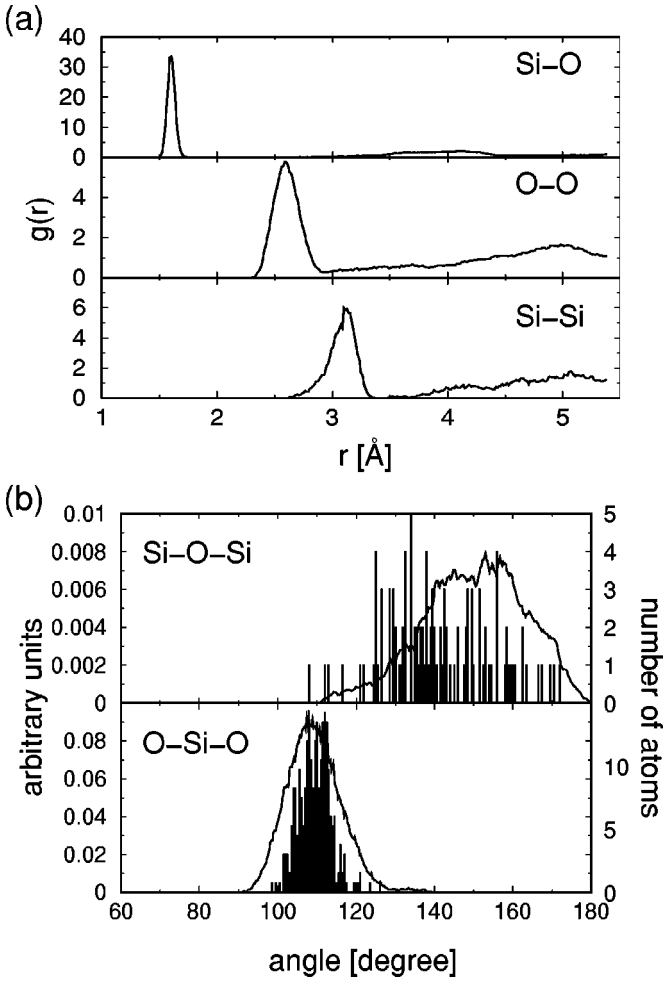 (a)
40
30
20
10
0
Si–O
4
2
0
O–O
g(r)
6
4
2
0
Si–Si
1 2 3 4 5
r [Å]
(b)
0.01
0.008
0.006
0.004
0.002
0
Si–O–Si
5
4
3
2
1
0
0.08
0.06
0.04
0.02
0
O–Si–O
10
5
0
arbitrary units
number of atoms
60 80 100 120 140 160 180
angle [degree]